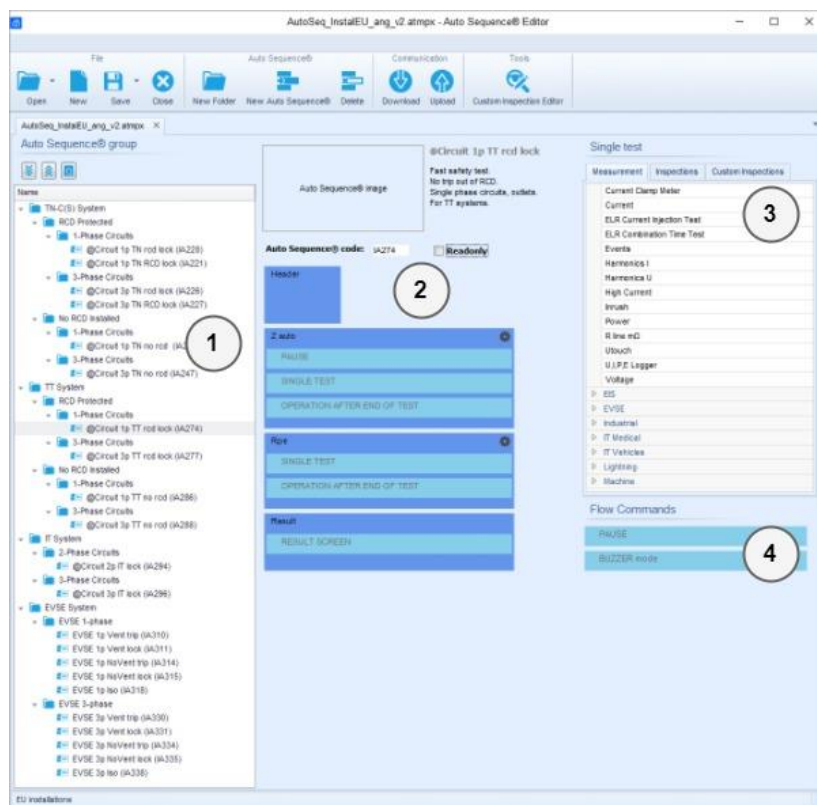 AutoSeq_InstalEU_ang_v2.atmpx - Auto Sequence® Editor
File
Auto Sequence®
Communication
Tools
Open
New
Save
Close
New Folder
New Auto Sequence®
Delete
Download
Upload
Custom Inspection Editor
AutoSeq_InstalEU_ang_v2.atmpx
Auto Sequence® group
Name
TN-C(S) System
RCD Protected
1-Phase Circuits
@Circuit 1p TN rcd lock (IA220)
@Circuit 1p TN RCD lock (IA221)
3-Phase Circuits
@Circuit 3p TN rcd lock (IA226)
@Circuit 3p TN RCD lock (IA227)
No RCD Installed
1-Phase Circuits
@Circuit 1p TN no rcd
3-Phase Circuits
@Circuit 3p TN no rcd (IA247)
TT System
RCD Protected
1-Phase Circuits
@Circuit 1p TT rcd lock (IA274)
3-Phase Circuits
@Circuit 3p TT rcd lock (IA277)
No RCD Installed
1-Phase Circuits
@Circuit 1p TT no rcd (IA286)
3-Phase Circuits
@Circuit 3p TT no rcd (IA288)
IT System
2-Phase Circuits
@Circuit 2p IT lock (IA294)
3-Phase Circuits
@Circuit 3p IT lock (IA296)
EVSE System
EVSE 1-phase
EVSE 1p Vent trip (IA310)
EVSE 1p Vent lock (IA311)
EVSE 1p NoVent trip (IA314)
EVSE 1p NoVent lock (IA315)
EVSE 1p Iso (IA318)
EVSE 3-phase
EVSE 3p Vent trip (IA330)
EVSE 3p Vent lock (IA331)
EVSE 3p NoVent trip (IA334)
EVSE 3p NoVent lock (IA335)
EVSE 3p Iso (IA338)
1
Auto Sequence® image
@Circuit 1p TT rcd lock
Fast safety test.
No trip out of RCD.
Single phase circuits, outlets.
For TT systems.
Auto Sequence® code: IA274
Readonly
2
Header
Z auto
PAUSE
SINGLE TEST
OPERATION AFTER END OF TEST
Rpe
SINGLE TEST
OPERATION AFTER END OF TEST
Result
RESULT SCREEN
Single test
Measurement
Inspections
Custom Inspections
Current Clamp Meter
Current
ELR Current Injection Test
ELR Combination Time Test
Events
Harmonics I
Harmonics U
High Current
Inrush
Power
R line mΩ
Utouch
U,I,P,E Logger
Voltage
EIS
EVSE
Industrial
IT Medical
IT Vehicles
Lightning
Machine
3
Flow Commands
PAUSE
BUZZER mode
4
EU installations